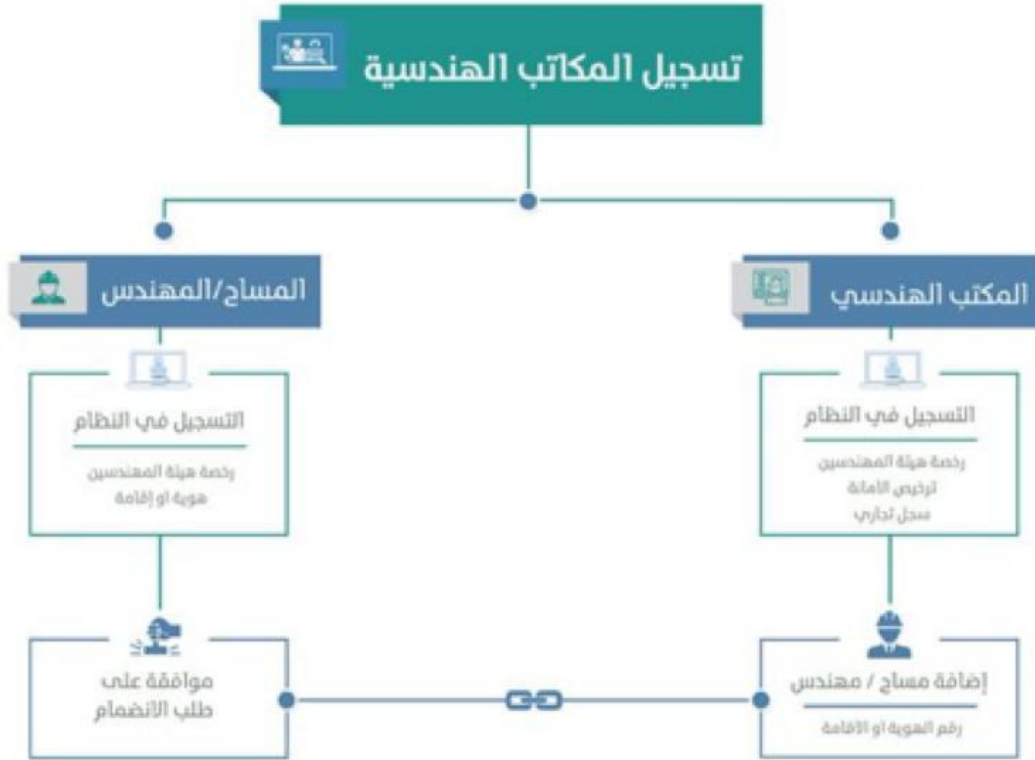 تسجيل المكاتب الهندسية
المكتب الهندسي
التسجيل في النظام
رخصة هيئة المهندسين
ترخيص الامانة
سجل تجاري
إضافة مساح / مهندس
رقم الهوية او الاقامة
المساح/المهندس
التسجيل في النظام
رخصة هيئة المهندسين
هوية او إقامة
موافقة على
طلب الانضمام